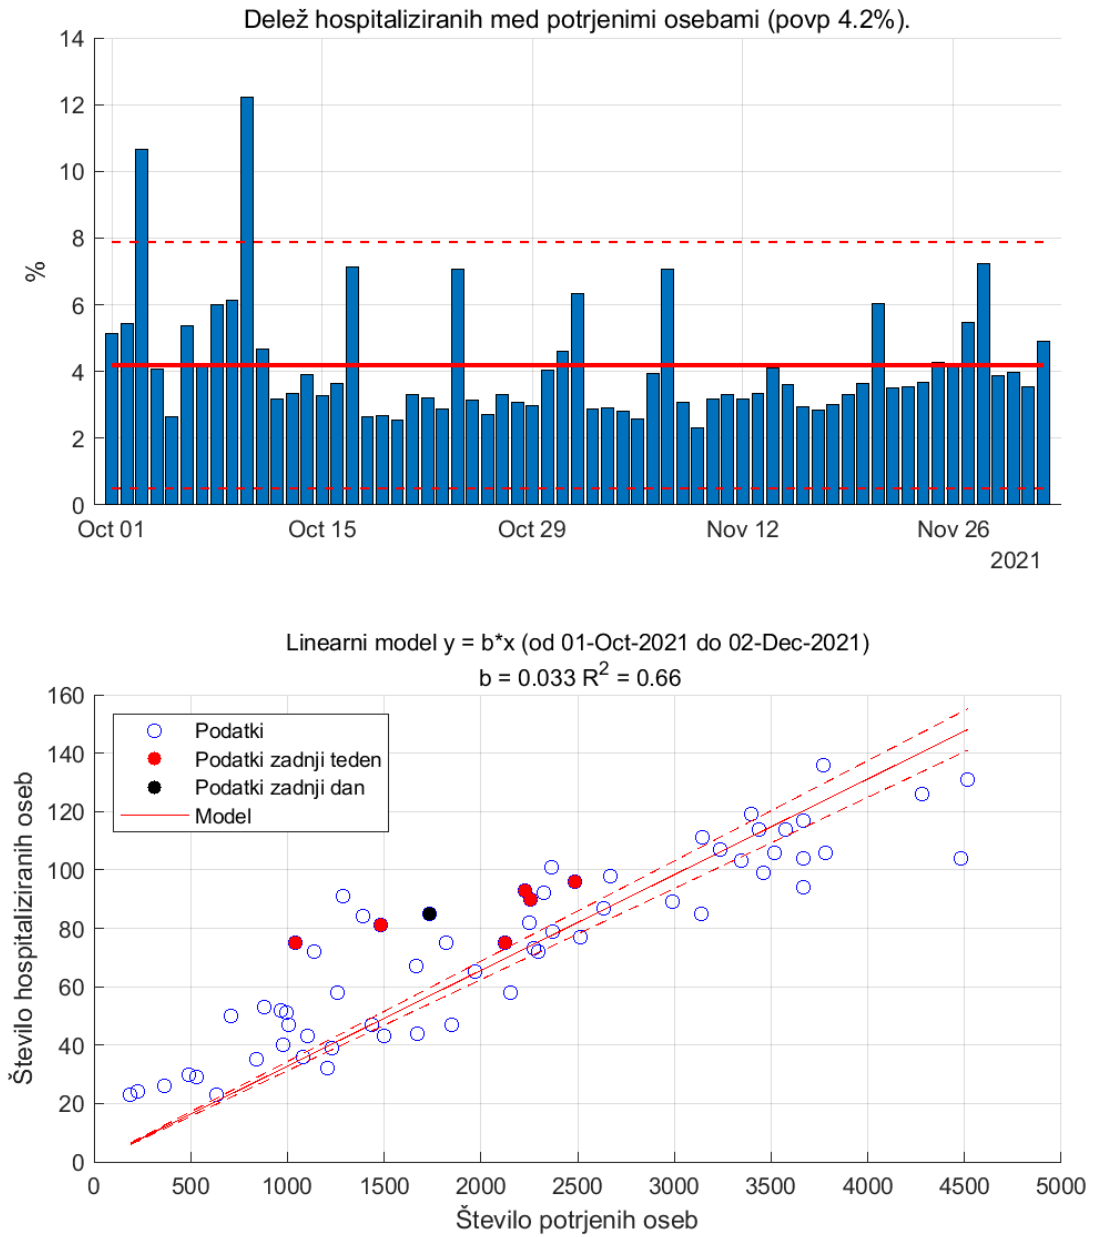 Delež hospitaliziranih med potrjenimi osebami (povp 4.2%).
14
12
10
8
6
4
2
0
%
Oct 01 Oct 15 Oct 29 Nov 12 Nov 26
2021
Linearni model y = b*x (od 01-Oct-2021 do 02-Dec-2021)
b = 0.033 R² = 0.66
160
140
120
100
80
60
40
20
0
Število hospitaliziranih oseb
Podatki
Podatki zadnji teden
Podatki zadnji dan
Model
0 500 1000 1500 2000 2500 3000 3500 4000 4500 5000
Število potrjenih oseb